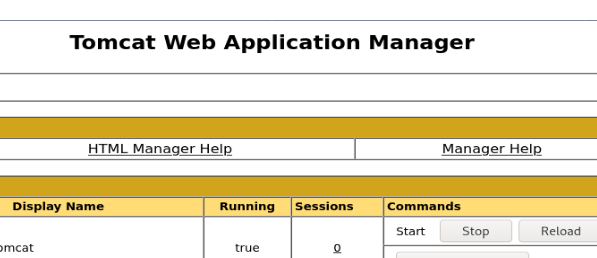 Tomcat Web Application Manager
HTML Manager Help Manager Help
Display Name Running Sessions Commands
Start Stop Reload
true 0